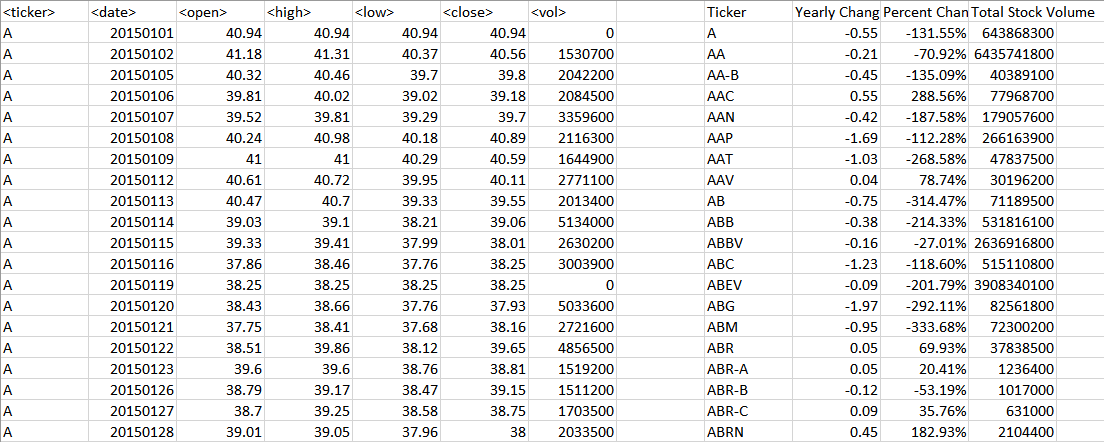 <ticker> <date> <open> <high> <low> <close> <vol> Ticker Yearly Chang Percent Chan Total Stock Volume
A 20150101 40.94 40.94 40.94 40.94 0 A -0.55 -131.55% 643868300
A 20150102 41.18 41.31 40.37 40.56 1530700 AA -0.21 -70.92% 6435741800
A 20150105 40.32 40.46 39.7 39.8 2042200 AA-B -0.45 -135.09% 40389100
A 20150106 39.81 40.02 39.02 39.18 2084500 AAC 0.55 288.56% 77968700
A 20150107 39.52 39.81 39.29 39.7 3359600 AAN -0.42 -187.58% 179057600
A 20150108 40.24 40.98 40.18 40.89 2116300 AAP -1.69 -112.28% 266163900
A 20150109 41 41 40.29 40.59 1644900 AAT -1.03 -268.58% 47837500
A 20150112 40.61 40.72 39.95 40.11 2771100 AAV 0.04 78.74% 30196200
A 20150113 40.47 40.7 39.33 39.55 2013400 AB -0.75 -314.47% 71189500
A 20150114 39.03 39.1 38.21 39.06 5134000 ABB -0.38 -214.33% 531816100
A 20150115 39.33 39.41 37.99 38.01 2630200 ABBV -0.16 -27.01% 2636916800
A 20150116 37.86 38.46 37.76 38.25 3003900 ABC -1.23 -118.60% 515110800
A 20150119 38.25 38.25 38.25 38.25 0 ABEV -0.09 -201.79% 3908340100
A 20150120 38.43 38.66 37.76 37.93 5033600 ABG -1.97 -292.11% 82561800
A 20150121 37.75 38.41 37.68 38.16 2721600 ABM -0.95 -333.68% 72300200
A 20150122 38.51 39.86 38.12 39.65 4856500 ABR 0.05 69.93% 37838500
A 20150123 39.6 39.6 38.76 38.81 1519200 ABR-A 0.05 20.41% 1236400
A 20150126 38.79 39.17 38.47 39.15 1511200 ABR-B -0.12 -53.19% 1017000
A 20150127 38.7 39.25 38.58 38.75 1703500 ABR-C 0.09 35.76% 631000
A 20150128 39.01 39.05 37.96 38 2033500 ABRN 0.45 182.93% 2104400